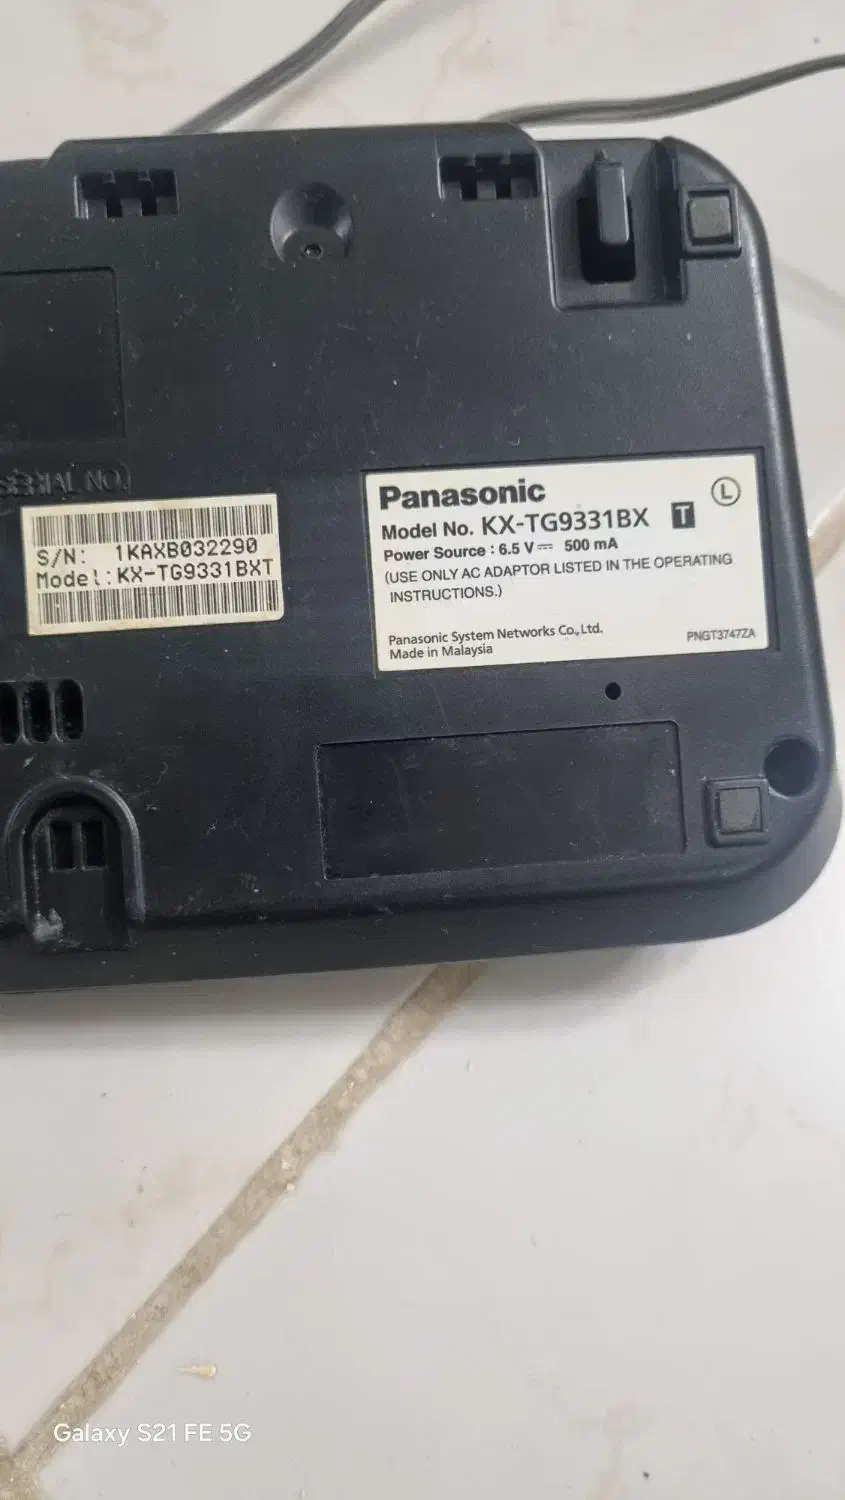 SERIAL NO.
S/N: 1KAXB032290
Model:KX-TG9331BXT
Panasonic
L
Model No. KX-TG9331BX T
Power Source : 6.5 V⎓ 500 mA
(USE ONLY AC ADAPTOR LISTED IN THE OPERATING
INSTRUCTIONS.)
Panasonic System Networks Co.,Ltd.
Made in Malaysia
PNGT3747ZA
Galaxy S21 FE 5G